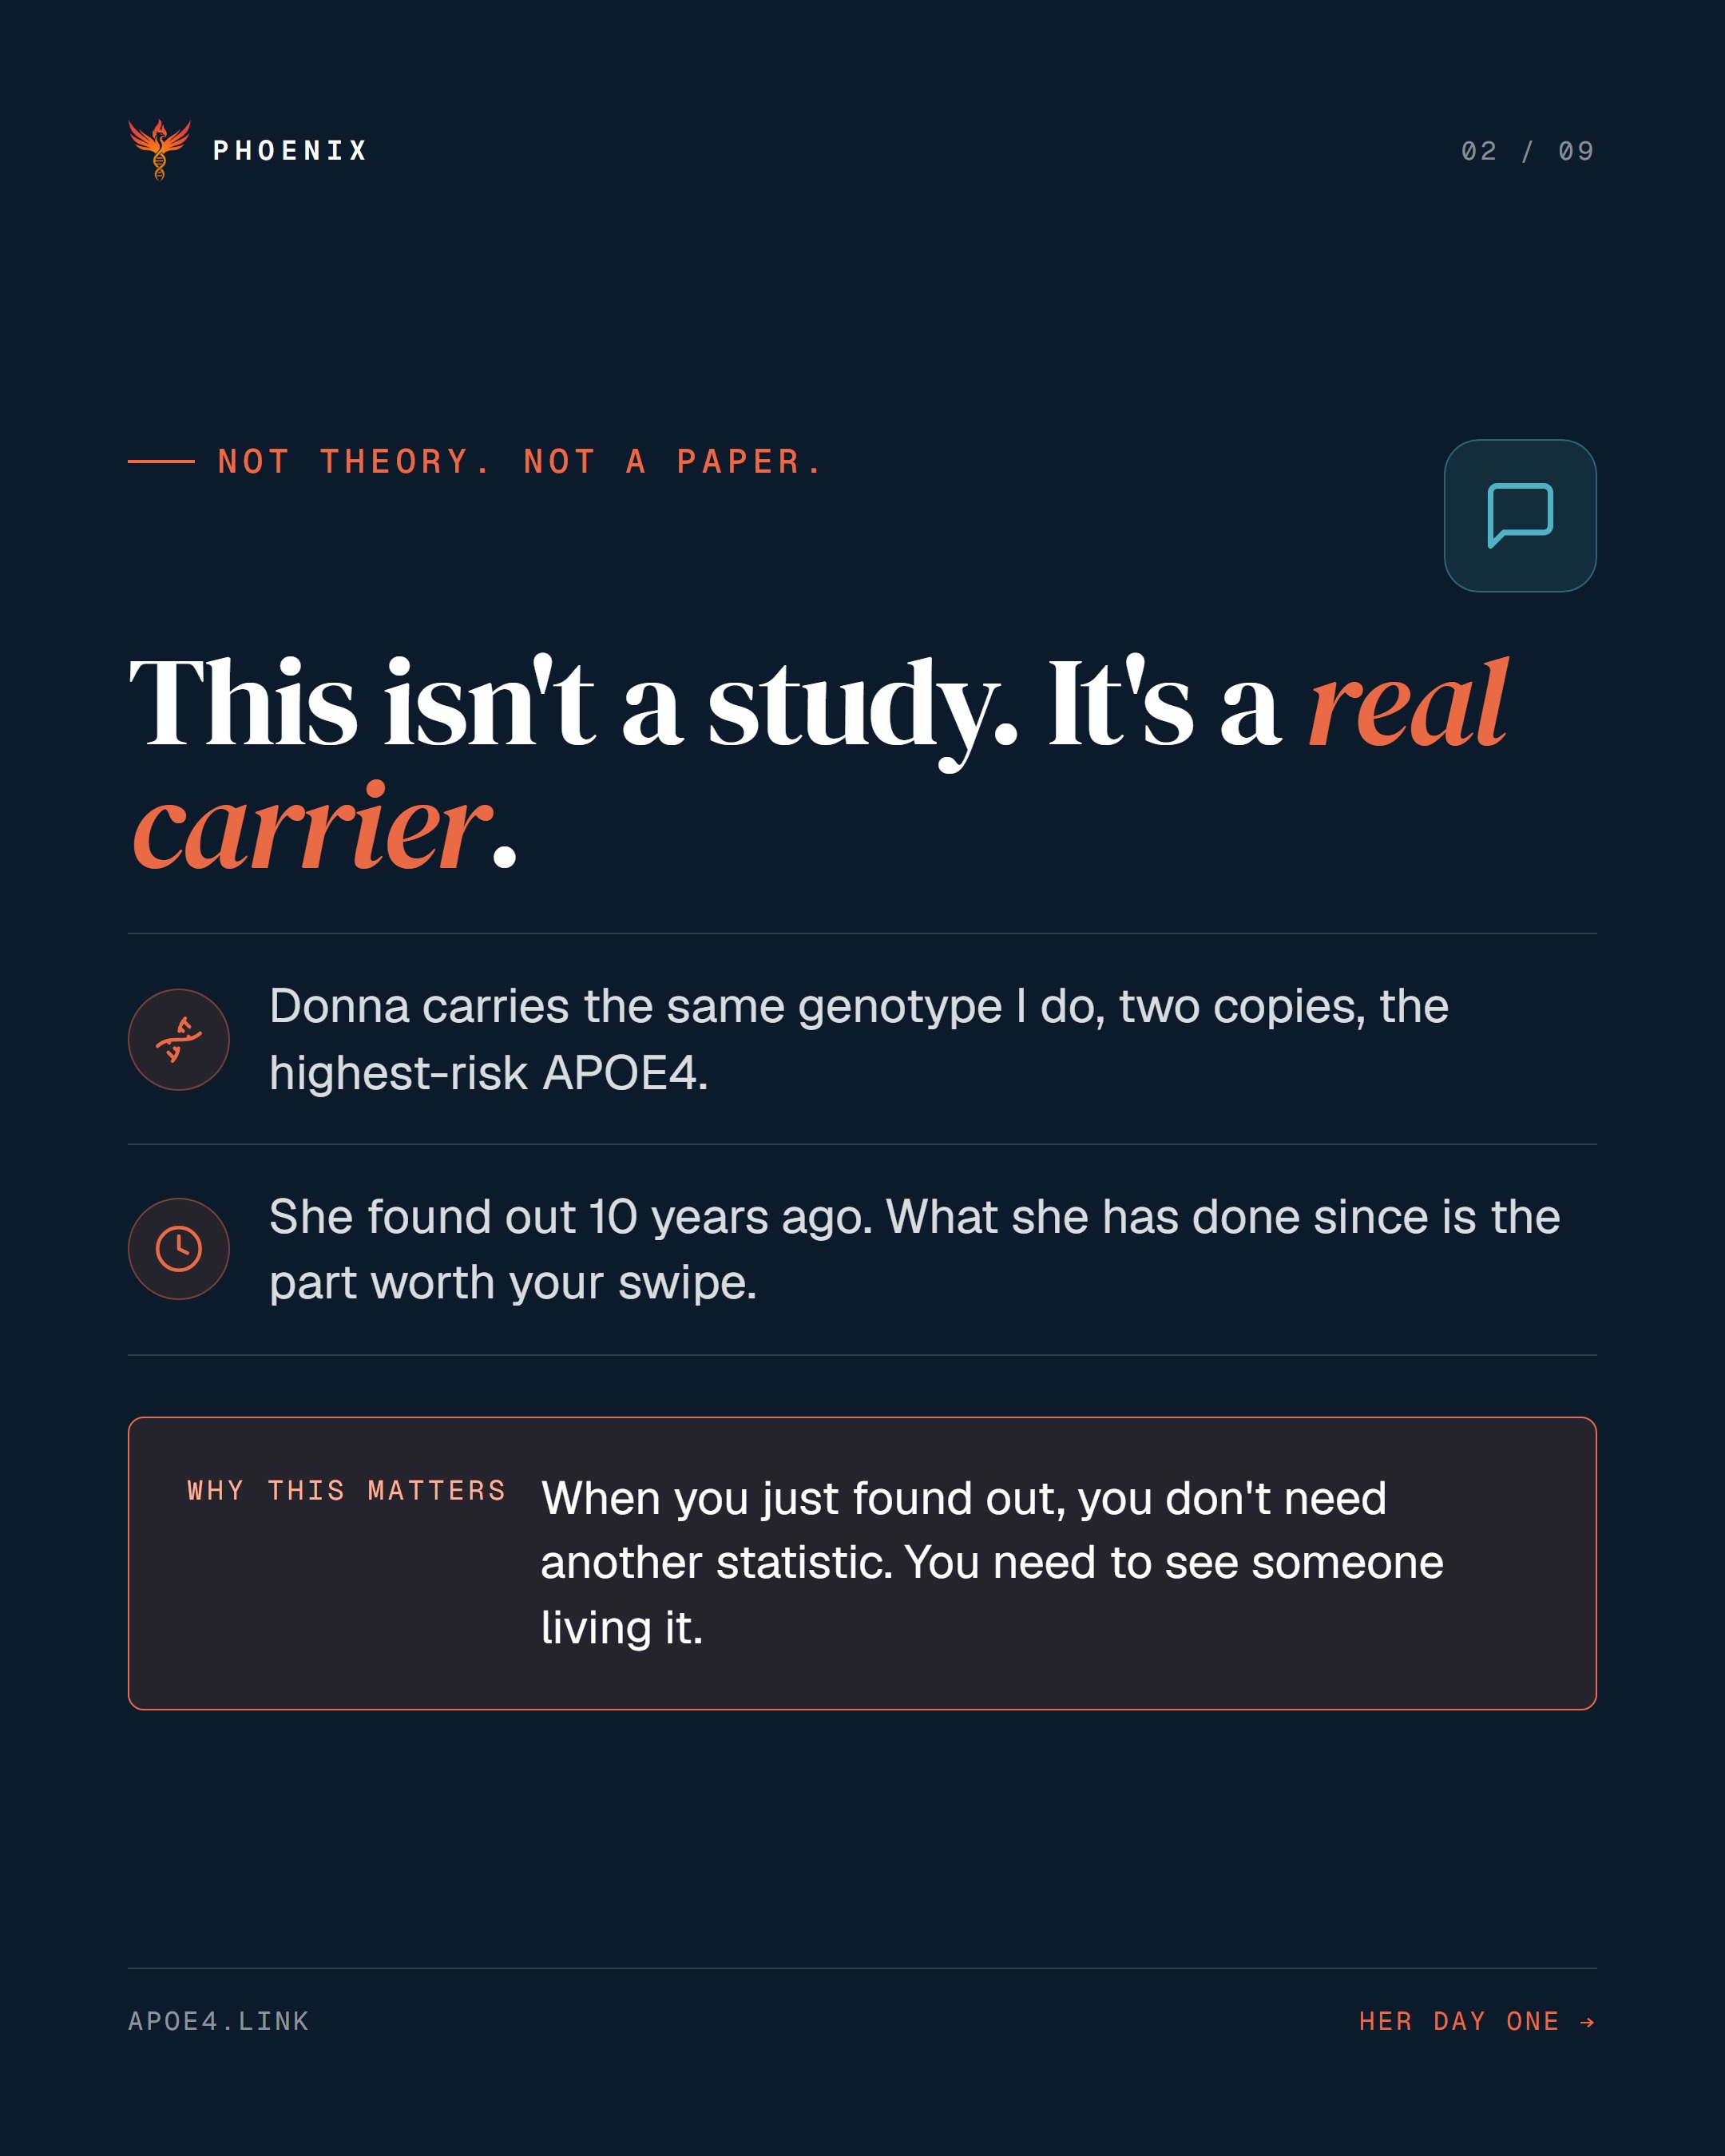 PHOENIX
02 / 09
NOT THEORY. NOT A PAPER.
This isn't a study. It's a real
carrier.
Donna carries the same genotype I do, two copies, the
highest-risk APOE4.
She found out 10 years ago. What she has done since is the
part worth your swipe.
WHY THIS MATTERS
When you just found out, you don't need
another statistic. You need to see someone
living it.
APOE4.LINK
HER DAY ONE →